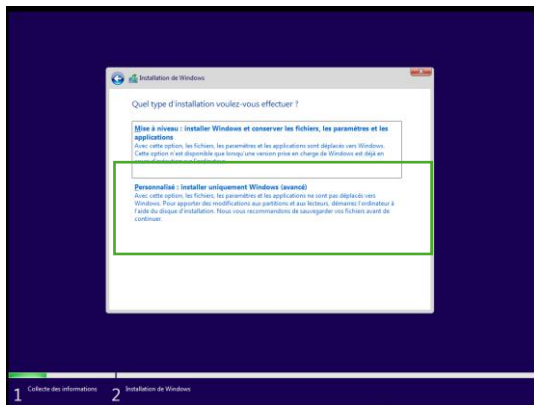 Installation de Windows
Quel type d'installation voulez-vous effectuer ?
Mise à niveau : installer Windows et conserver les fichiers, les paramètres et les
applications
Avec cette option, les fichiers, les paramètres et les applications sont déplacés vers Windows.
Cette option n'est disponible que lorsqu'une version prise en charge de Windows est déjà en
Personnalisé : installer uniquement Windows (avancé)
Avec cette option, les fichiers, les paramètres et les applications ne sont pas déplacés vers
Windows. Pour apporter des modifications aux partitions et aux lecteurs, démarrez l'ordinateur à
l'aide du disque d'installation. Nous vous recommandons de sauvegarder vos fichiers avant de
continuer.
1 Collecte des informations 2 Installation de Windows